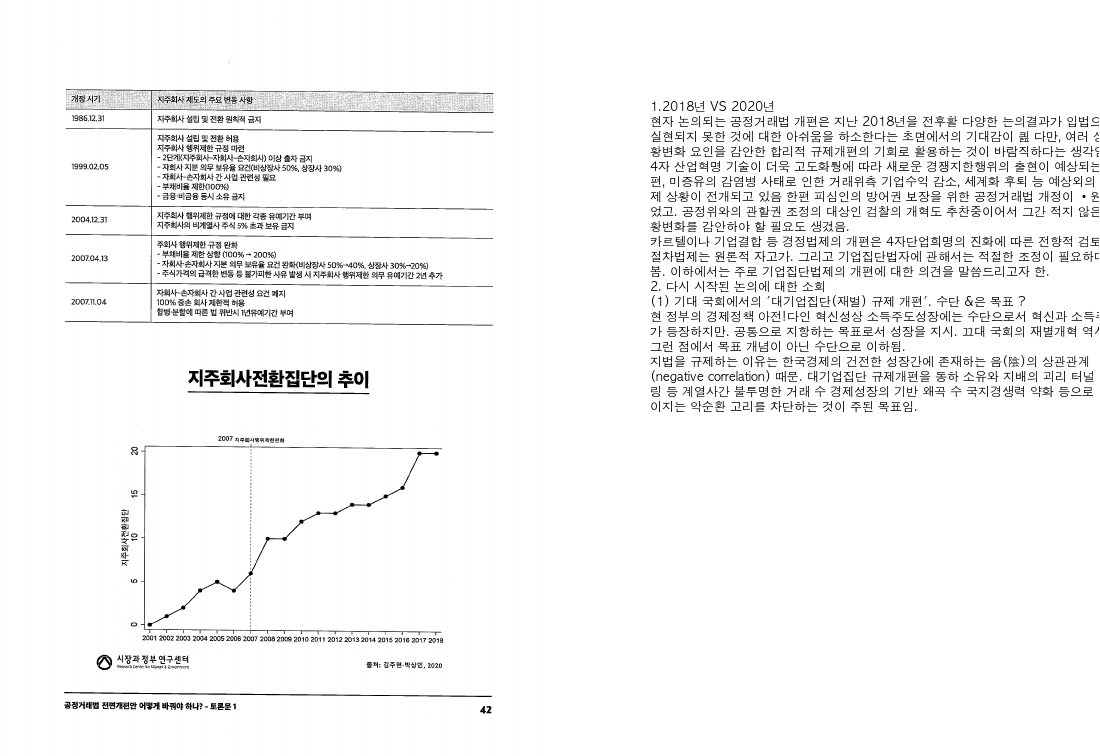 개정 시기 지주회사 제도의 주요 변동 사항
1986.12.31 지주회사 설립 및 전환 원칙적 금지
1999.02.05
지주회사 설립 및 전환 허용
지주회사 행위제한 규정 마련
- 2단계(지주회사-자회사-손자회사) 이상 출자 금지
- 자회사 지분 의무 보유율 요건(비상장사 50%, 상장사 30%)
- 자회사-손자회사 간 사업 관련성 필요
- 부채비율 제한(100%)
- 금융·비금융 동시 소유 금지
2004.12.31
지주회사 행위제한 규정에 대한 각종 유예기간 부여
지주회사의 비계열사 주식 5% 초과 보유 금지
2007.04.13
주회사 행위제한 규정 완화
- 부채비율 제한 상향 (100% → 200%)
- 자회사·손자회사 지분 의무 보유율 요건 완화(비상장사 50%→40%, 상장사 30%→20%)
- 주식가격의 급격한 변동 등 불가피한 사유 발생 시 지주회사 행위제한 의무 유예기간 2년 추가
2007.11.04
자회사-손자회사 간 사업 관련성 요건 폐지
100% 증손 회사 제한적 허용
합병·분할에 따른 법 위반시 1년유예기간 부여
지주회사전환집단의 추이
2007 지주회사행위제한완화
지주회사전환집단
20
15
10
5
0
2001 2002 2003 2004 2005 2006 2007 2008 2009 2010 2011 2012 2013 2014 2015 2016 2017 2018
시장과정부연구센터
Research Center for Market & Government
출처: 김주현·박상인, 2020
공정거래법 전면개편안 어떻게 바꿔야 하나? - 토론문 1
42
1.2018년 VS 2020년
현자 논의되는 공정거래법 개편은 지난 2018년을 전후활 다양한 는의결과가 입법으
실현되지 못한 것에 대한 아쉬움을 하소한다는 초면에서의 기대감이 큶 다만, 여러 상
황변화 요인을 감안한 합리적 규제개편의 기회로 활용하는 것이 바람직하다는 생각임
4자 산업혁명 기술이 더욱 고도화퉝에 따라 새로운 경쟁지한행위의 출현이 예상되는
편, 미증유의 감염병 사태로 인한 거래위측 기업수익 감소, 세계화 후퇴 능 예상외의
제 상황이 전개되고 있음 한편 피심인의 방어권 보장을 위한 공정거래법 개정이 • 원
었고. 공정위와의 관할권 조정의 대상인 검찰의 개혁도 추찬중이어서 그간 적지 않은
황변화를 감안하야 할 필요도 생겼음.
카르텔이나 기업결합 등 경정법제의 개편은 4자단업희명의 진화에 따른 전향적 검토
절차법제는 원론적 자고가. 그리고 기업집단법자에 관해서는 적절한 조정이 필요하다
봄. 이하에서는 주로 기업집단법제의 개편에 대한 의견을 말씀드리고자 한.
2. 다시 시작된 논의에 대한 소회
(1) 기대 국회에서의 '대기업집단(재벌) 규제 개편'. 수단 &은 목표 ?
현 정부의 경제정책 아전!다인 혁신성상 소득주도성장에는 수단으로서 혁신과 소득주
가 등장하지만. 공통으로 지항하는 목표로서 성장을 지시. 끄대 국회의 재별개혁 역시
그런 점에서 목표 개념이 아닌 수단으로 이하됨.
지법을 규제하는 이유는 한국경제의 건전한 성장간에 존재하는 음(陰)의 상관관계
(negative correlation) 때문. 대기업집단 규제개편을 통하 소유와 지배의 괴리 터널
링 등 계열사간 불투명한 거래 수 경제성장의 기반 왜곡 수 국지경생력 약화 등으로
이지는 악순환 고리를 차단하는 것이 주된 목표임.